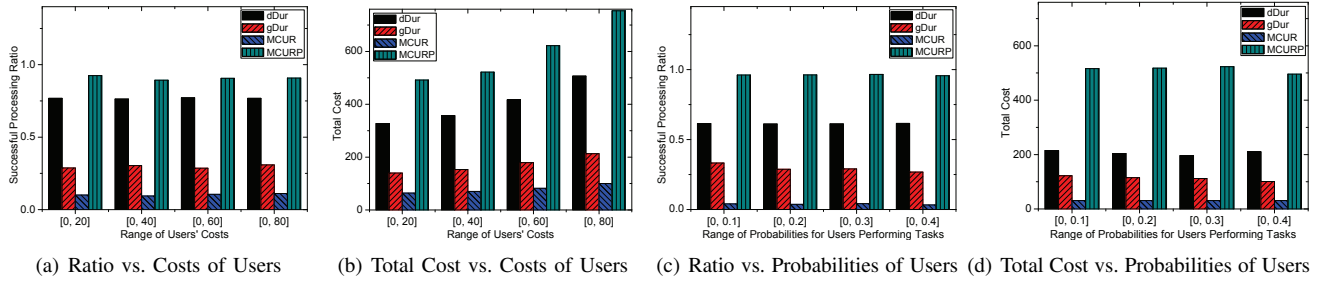 dDur
gDur
MCUR
MCURP
1.0
0.5
0.0
Successful Processing Ratio
[0, 20]
[0, 40]
[0, 60]
[0, 80]
Range of Users' Costs
(a) Ratio vs. Costs of Users
dDur
gDur
MCUR
MCURP
600
400
200
0
Total Cost
[0, 20]
[0, 40]
[0, 60]
[0, 80]
Range of Users' Costs
(b) Total Cost vs. Costs of Users
dDur
gDur
MCUR
MCURP
1.0
0.5
0.0
Successful Processing Ratio
[0, 0.1]
[0, 0.2]
[0, 0.3]
[0, 0.4]
Range of Probabilities for Users Performing Tasks
(c) Ratio vs. Probabilities of Users
dDur
gDur
MCUR
MCURP
600
400
200
0
Total Cost
[0, 0.1]
[0, 0.2]
[0, 0.3]
[0, 0.4]
Range of Probabilities for Users Performing Tasks
(d) Total Cost vs. Probabilities of Users